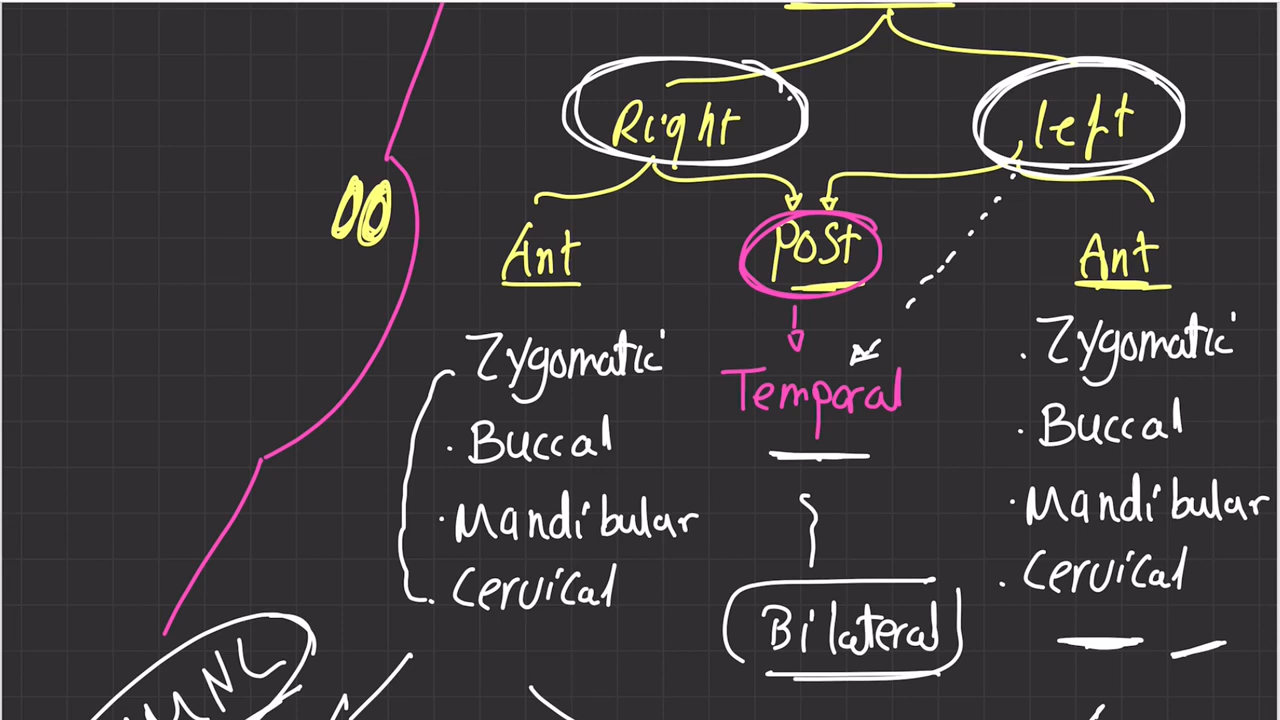 Right
left
Ant
Post
Ant
Zygomatic
Buccal
Mandibular
Cervical
Temporal
Bilateral
Zygomatic
Buccal
Mandibular
Cervical